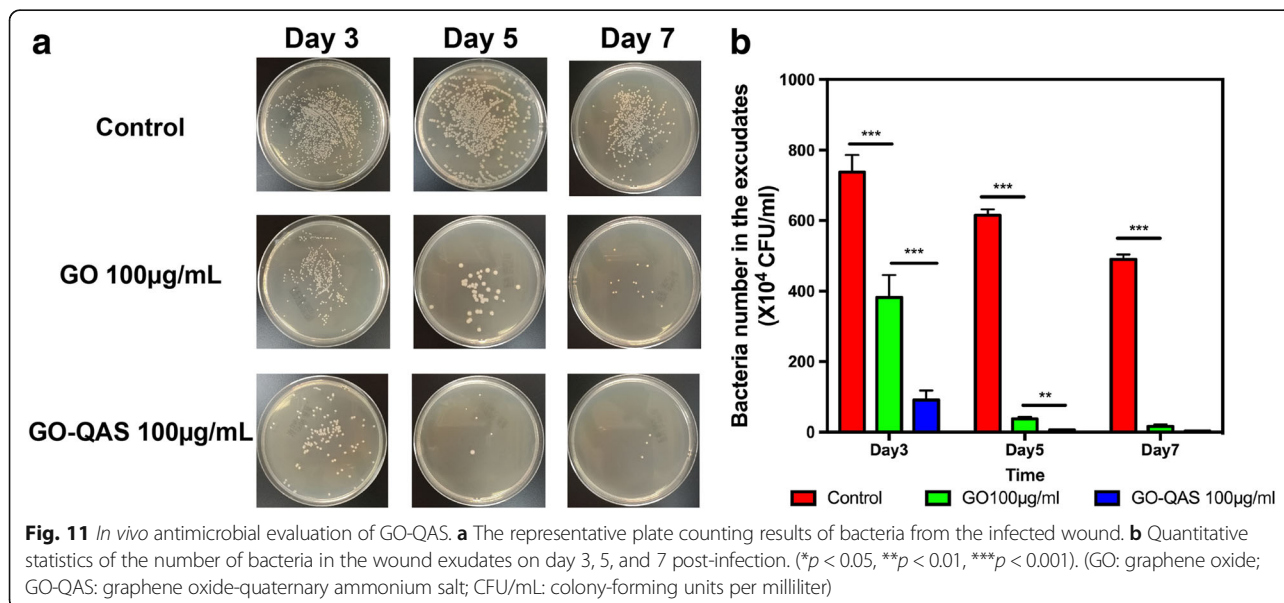 a
Day 3 Day 5 Day 7
Control
GO 100µg/mL
GO-QAS 100µg/mL
b
Bacteria number in the excudates
(X10⁴ CFU/ml)
1000
800
600
400
200
0
***
***
***
**
***
Day3 Day5 Day7
Time
Control GO100µg/ml GO-QAS 100µg/ml
Fig. 11 In vivo antimicrobial evaluation of GO-QAS. a The representative plate counting results of bacteria from the infected wound. b Quantitative
statistics of the number of bacteria in the wound exudates on day 3, 5, and 7 post-infection. (*p < 0.05, **p < 0.01, ***p < 0.001). (GO: graphene oxide;
GO-QAS: graphene oxide-quaternary ammonium salt; CFU/mL: colony-forming units per milliliter)